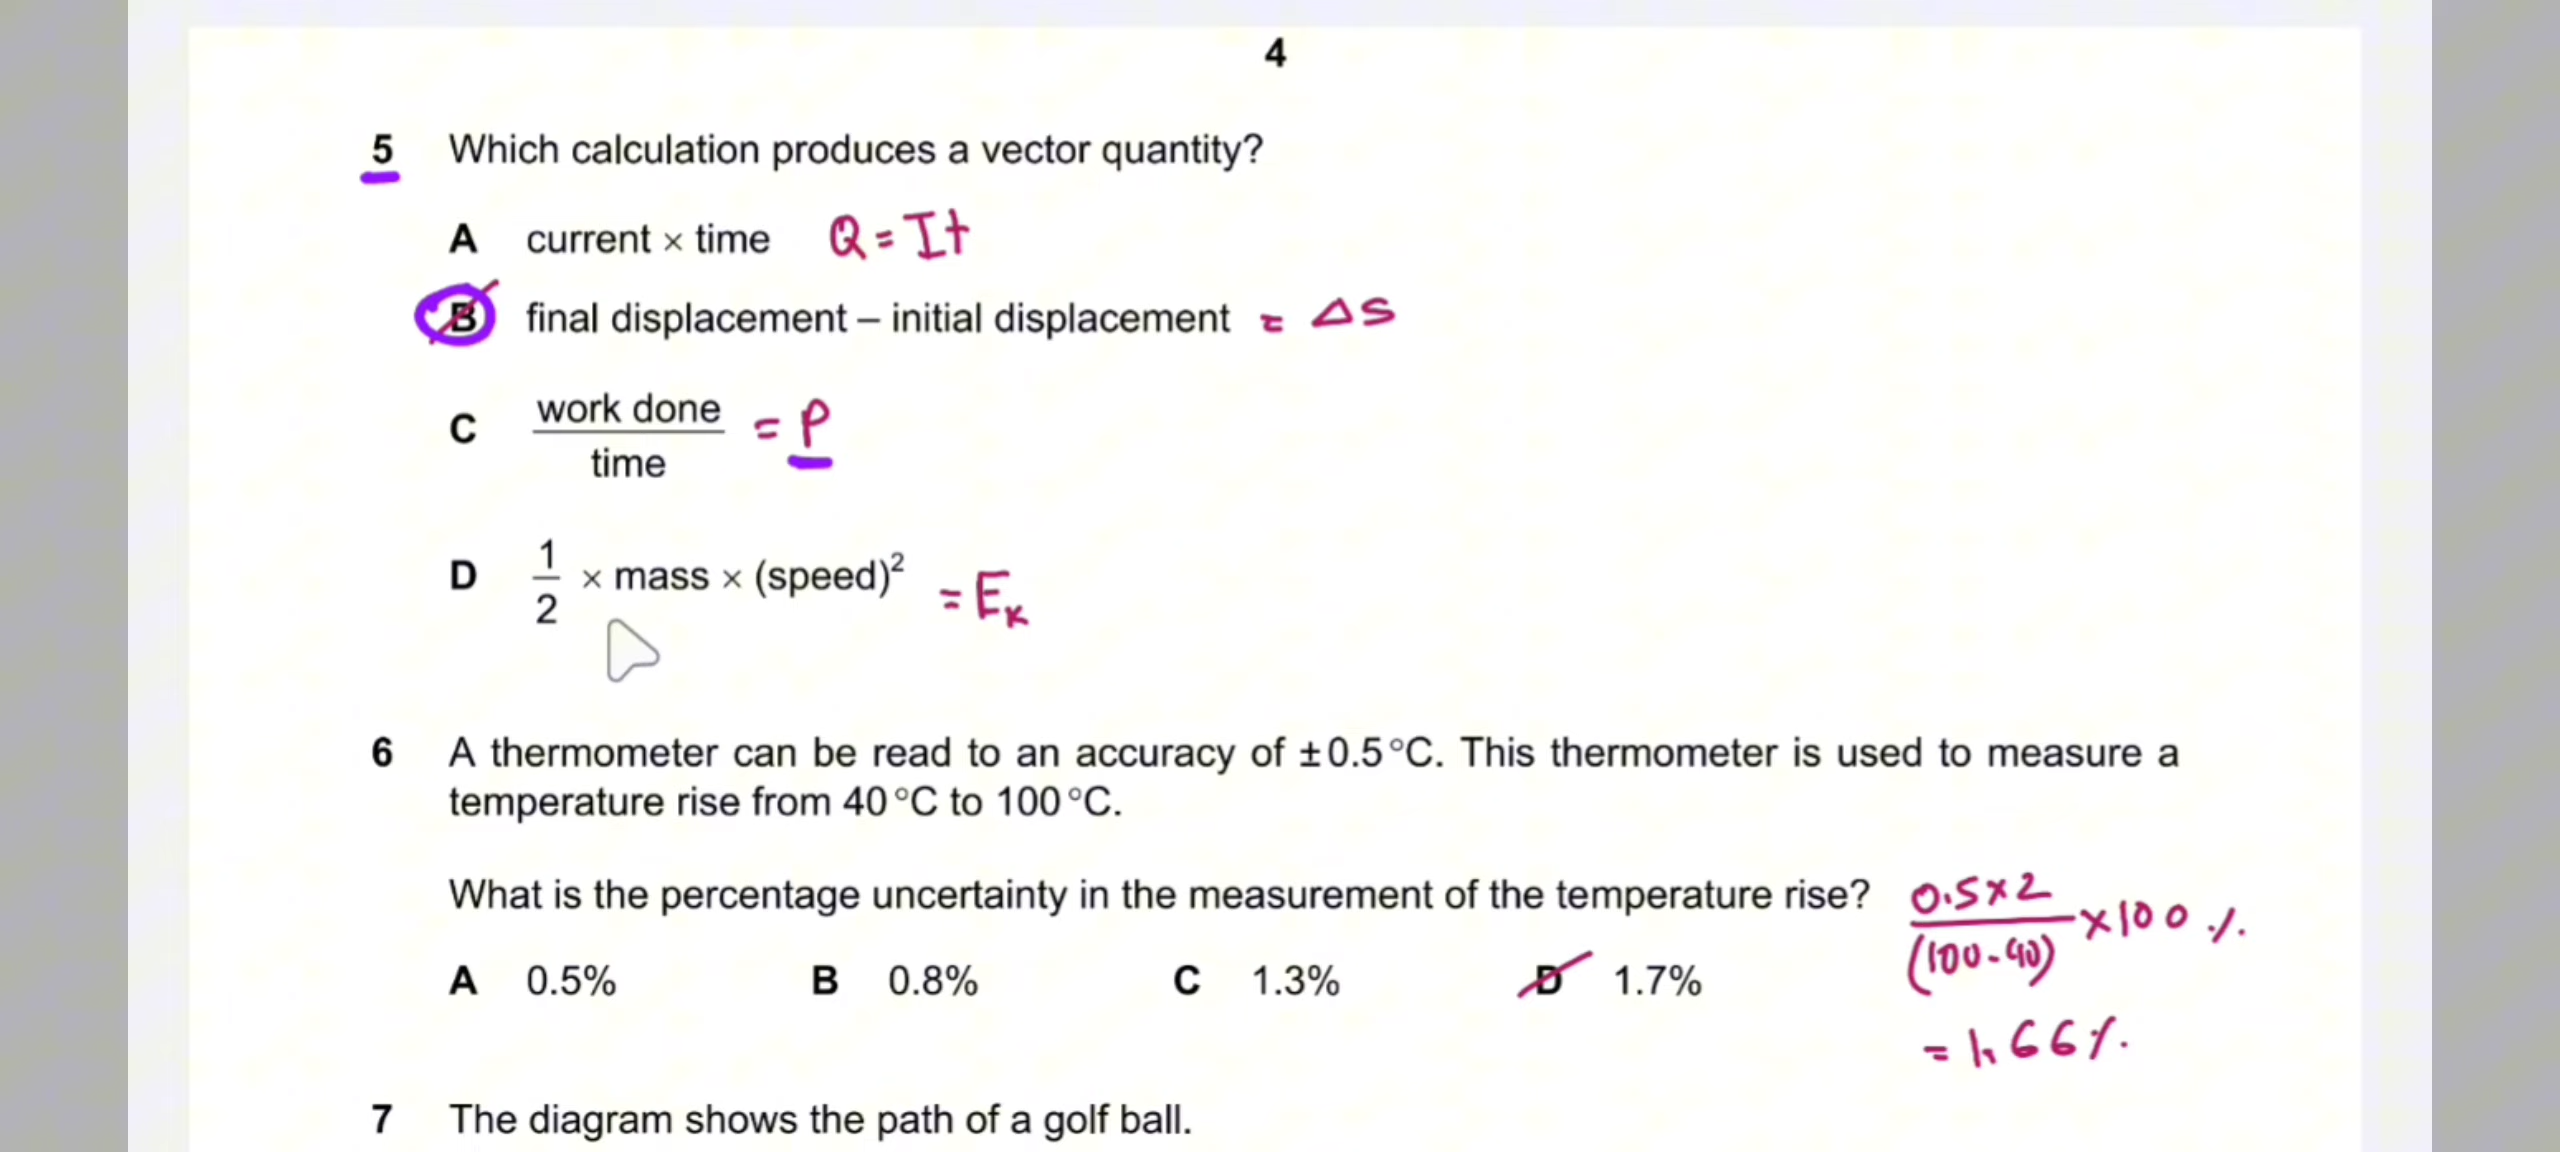 4
5 Which calculation produces a vector quantity?
A current × time Q = It
B final displacement – initial displacement = ΔS
C work done / time = P
D 1/2 × mass × (speed)² = Eₖ
6 A thermometer can be read to an accuracy of ±0.5 °C. This thermometer is used to measure a
temperature rise from 40 °C to 100 °C.
What is the percentage uncertainty in the measurement of the temperature rise?
0.5×2 / (100-40) ×100 %.
A 0.5% B 0.8% C 1.3% D 1.7%
= 1.66%.
7 The diagram shows the path of a golf ball.